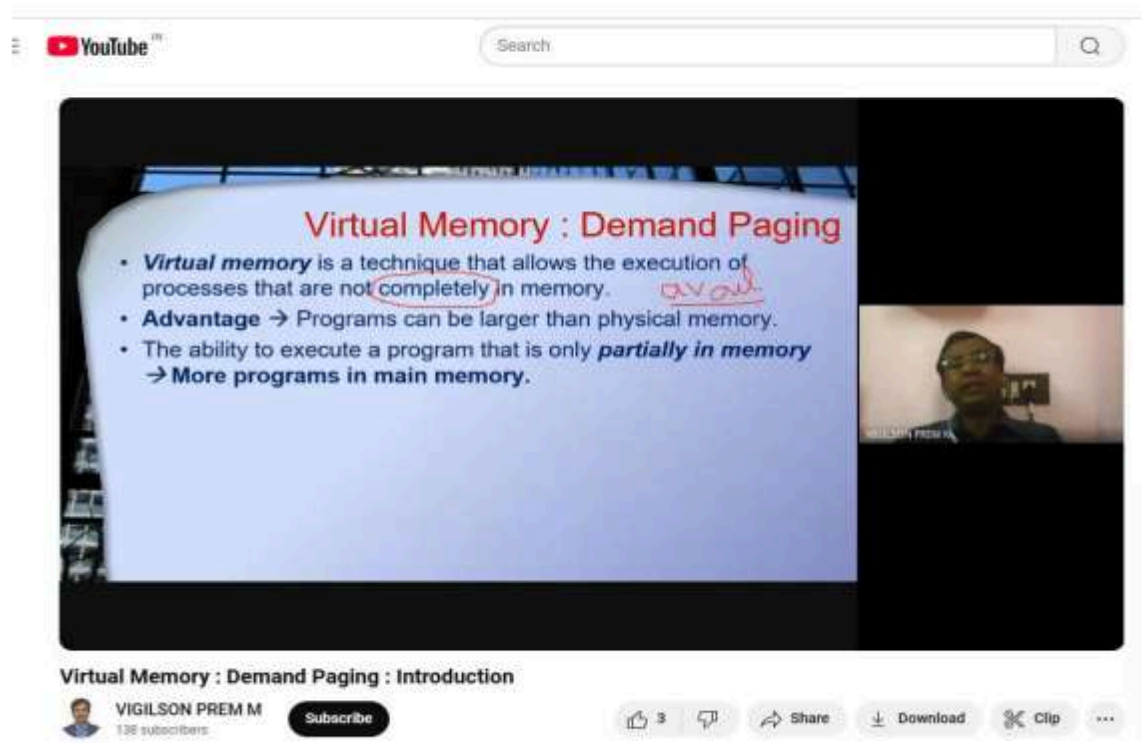 YouTube IN
Search
Virtual Memory : Demand Paging
• Virtual memory is a technique that allows the execution of
processes that are not completely in memory. avail
• Advantage → Programs can be larger than physical memory.
• The ability to execute a program that is only partially in memory
→ More programs in main memory.
VIGILSON PREM M
Virtual Memory : Demand Paging : Introduction
VIGILSON PREM M
138 subscribers
Subscribe
3
Share
Download
Clip